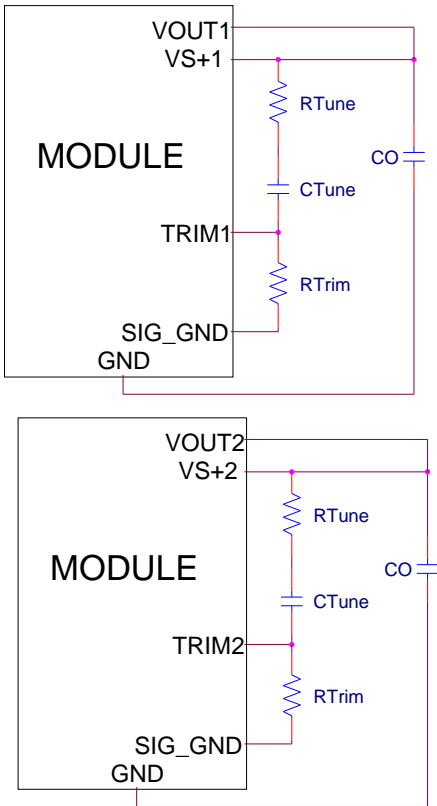 VOUT1
VS+1
RTune
MODULE
CO
CTune
TRIM1
RTrim
SIG_GND
GND
VOUT2
VS+2
RTune
MODULE
CO
CTune
TRIM2
RTrim
SIG_GND
GND